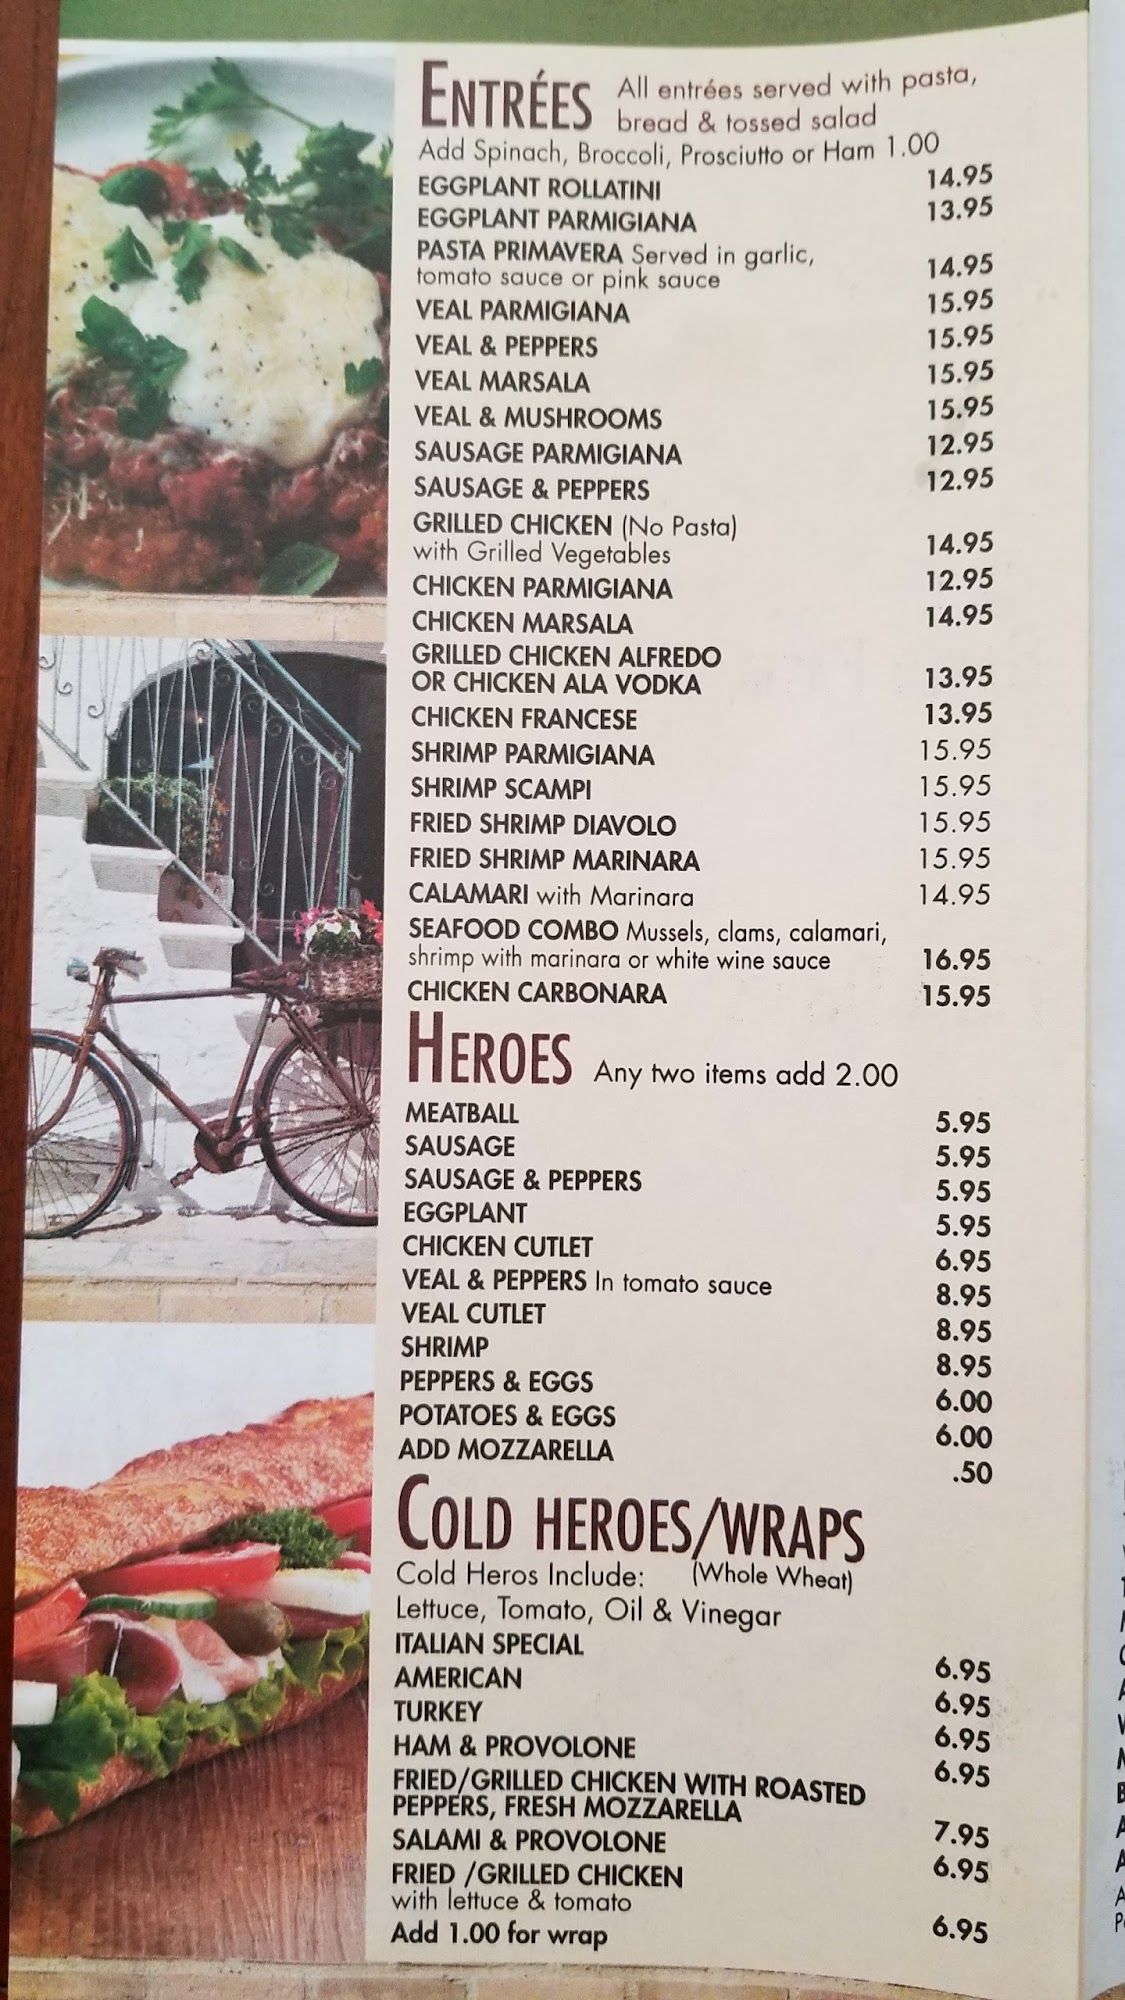 ENTRÉES All entrées served with pasta,
bread & tossed salad
Add Spinach, Broccoli, Prosciutto or Ham 1.00
EGGPLANT ROLLATINI 14.95
EGGPLANT PARMIGIANA 13.95
PASTA PRIMAVERA Served in garlic,
tomato sauce or pink sauce 14.95
VEAL PARMIGIANA 15.95
VEAL & PEPPERS 15.95
VEAL MARSALA 15.95
VEAL & MUSHROOMS 15.95
SAUSAGE PARMIGIANA 12.95
SAUSAGE & PEPPERS 12.95
GRILLED CHICKEN (No Pasta)
with Grilled Vegetables 14.95
CHICKEN PARMIGIANA 12.95
CHICKEN MARSALA 14.95
GRILLED CHICKEN ALFREDO
OR CHICKEN ALA VODKA 13.95
CHICKEN FRANCESE 13.95
SHRIMP PARMIGIANA 15.95
SHRIMP SCAMPI 15.95
FRIED SHRIMP DIAVOLO 15.95
FRIED SHRIMP MARINARA 15.95
CALAMARI with Marinara 14.95
SEAFOOD COMBO Mussels, clams, calamari,
shrimp with marinara or white wine sauce 16.95
CHICKEN CARBONARA 15.95
HEROES Any two items add 2.00
MEATBALL 5.95
SAUSAGE 5.95
SAUSAGE & PEPPERS 5.95
EGGPLANT 5.95
CHICKEN CUTLET 6.95
VEAL & PEPPERS In tomato sauce 8.95
VEAL CUTLET 8.95
SHRIMP 8.95
PEPPERS & EGGS 6.00
POTATOES & EGGS 6.00
ADD MOZZARELLA .50
COLD HEROES/WRAPS
Cold Heros Include: (Whole Wheat)
Lettuce, Tomato, Oil & Vinegar
ITALIAN SPECIAL 6.95
AMERICAN 6.95
TURKEY 6.95
HAM & PROVOLONE 6.95
FRIED/GRILLED CHICKEN WITH ROASTED
PEPPERS, FRESH MOZZARELLA 7.95
SALAMI & PROVOLONE 6.95
FRIED /GRILLED CHICKEN
with lettuce & tomato 6.95
Add 1.00 for wrap